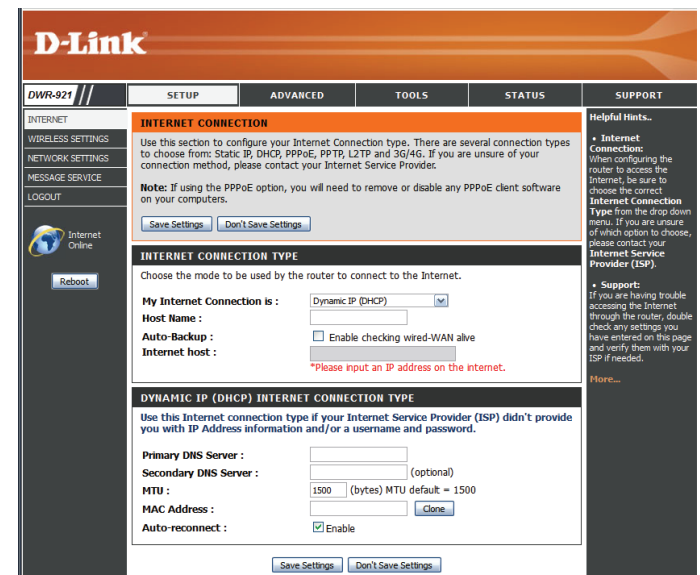 D-Link
DWR-921
SETUP
ADVANCED
TOOLS
STATUS
SUPPORT
INTERNET
WIRELESS SETTINGS
NETWORK SETTINGS
MESSAGE SERVICE
LOGOUT
Internet
Online
Reboot
INTERNET CONNECTION
Use this section to configure your Internet Connection type. There are several connection types
to choose from: Static IP, DHCP, PPPoE, PPTP, L2TP and 3G/4G. If you are unsure of your
connection method, please contact your Internet Service Provider.
Note: If using the PPPoE option, you will need to remove or disable any PPPoE client software
on your computers.
Save Settings Don't Save Settings
INTERNET CONNECTION TYPE
Choose the mode to be used by the router to connect to the Internet.
My Internet Connection is : Dynamic IP (DHCP)
Host Name :
Auto-Backup : Enable checking wired-WAN alive
Internet host :
*Please input an IP address on the internet.
DYNAMIC IP (DHCP) INTERNET CONNECTION TYPE
Use this Internet connection type if your Internet Service Provider (ISP) didn't provide
you with IP Address information and/or a username and password.
Primary DNS Server :
Secondary DNS Server : (optional)
MTU : 1500 (bytes) MTU default = 1500
MAC Address : Clone
Auto-reconnect : Enable
Save Settings Don't Save Settings
Helpful Hints..
• Internet
Connection:
When configuring the
router to access the
Internet, be sure to
choose the correct
Internet Connection
Type from the drop down
menu. If you are unsure
of which option to choose,
please contact your
Internet Service
Provider (ISP).
• Support:
If you are having trouble
accessing the Internet
through the router, double
check any settings you
have entered on this page
and verify them with your
ISP if needed.
More...